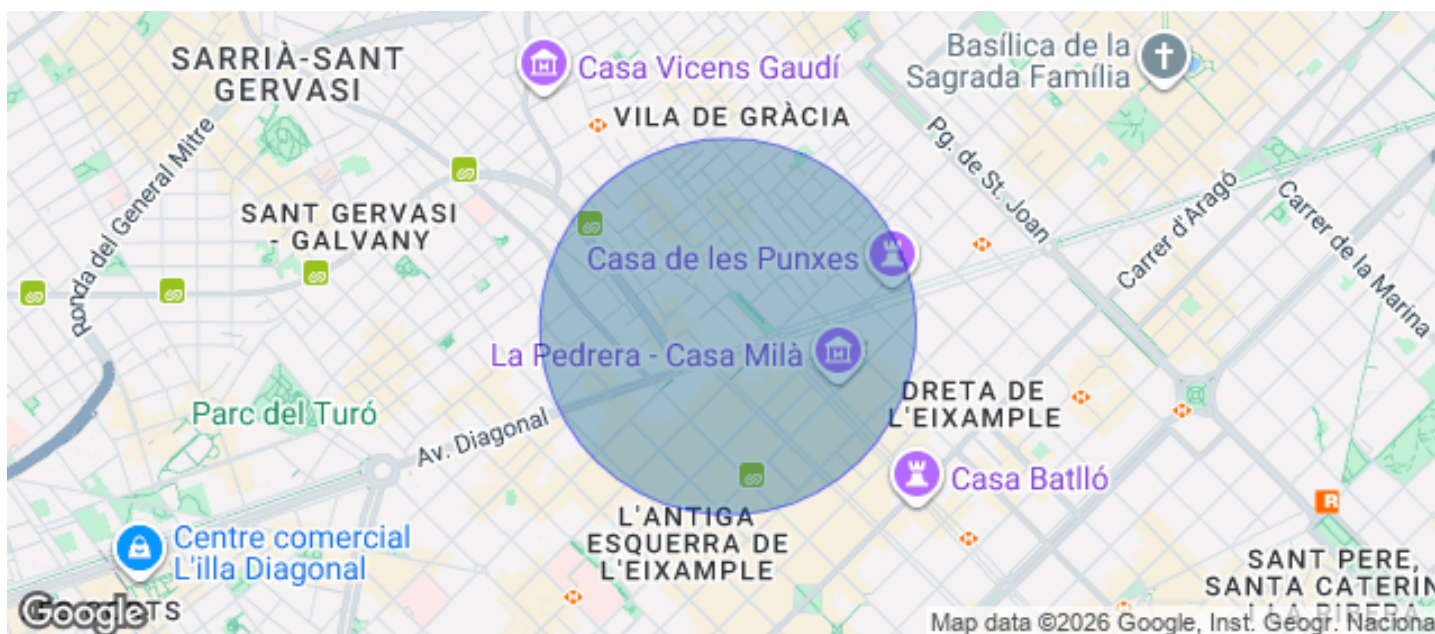 SARRIÀ-SANT
GERVASI
Casa Vicens Gaudí
Basílica de la
Sagrada Família
VILA DE GRÀCIA
Ronda del General Mitre
Pg. de St. Joan
Carrer d'Aragó
Carrer de la Marina
SANT GERVASI
- GALVANY
Casa de les Punxes
La Pedrera - Casa Milà
Parc del Turó
Av. Diagonal
DRETA DE
L'EIXAMPLE
Casa Batlló
L'ANTIGA
ESQUERRA DE
L'EIXAMPLE
Centre comercial
L'illa Diagonal
R
SANT PERE,
SANTA CATERIN
I LA RIBERA
Google
TS
Map data ©2026 Google, Inst. Geogr. Naciona